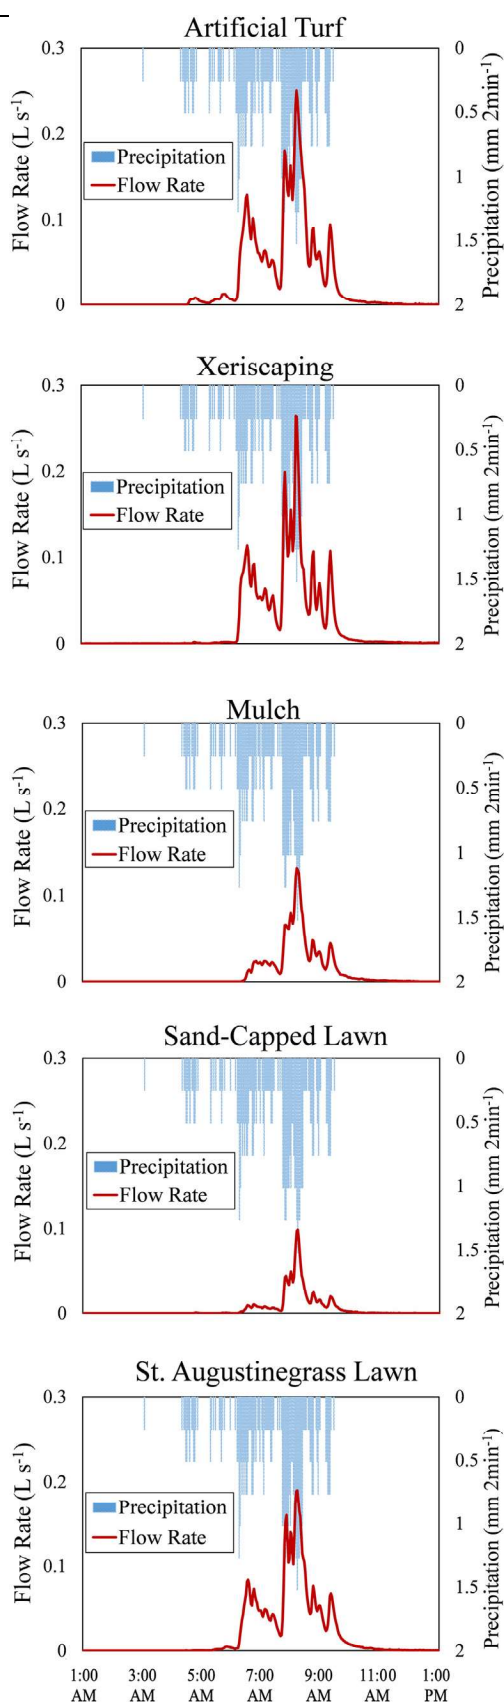 Artificial Turf
0.3
0.2
0.1
0
Flow Rate (L s-1)
Precipitation
Flow Rate
0
0.5
1
1.5
2
Precipitation (mm 2min-1)
Xeriscaping
0.3
0.2
0.1
0
Flow Rate (L s-1)
Precipitation
Flow Rate
0
0.5
1
1.5
2
Precipitation (mm 2min-1)
Mulch
0.3
0.2
0.1
0
Flow Rate (L s-1)
Precipitation
Flow Rate
0
0.5
1
1.5
2
Precipitation (mm 2min-1)
Sand-Capped Lawn
0.3
0.2
0.1
0
Flow Rate (L s-1)
Precipitation
Flow Rate
0
0.5
1
1.5
2
Precipitation (mm 2min-1)
St. Augustinegrass Lawn
0.3
0.2
0.1
0
Flow Rate (L s-1)
Precipitation
Flow Rate
0
0.5
1
1.5
2
Precipitation (mm 2min-1)
1:00 3:00 5:00 7:00 9:00 11:00 1:00
AM AM AM AM AM AM PM